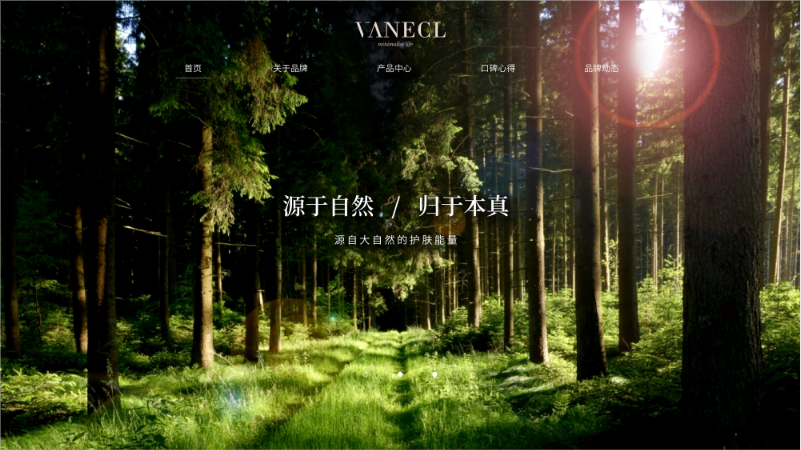 VANECL
minimalist life
首页 关于品牌 产品中心 口碑心得 品牌动态
源于自然 / 归于本真
源自大自然的护肤能量